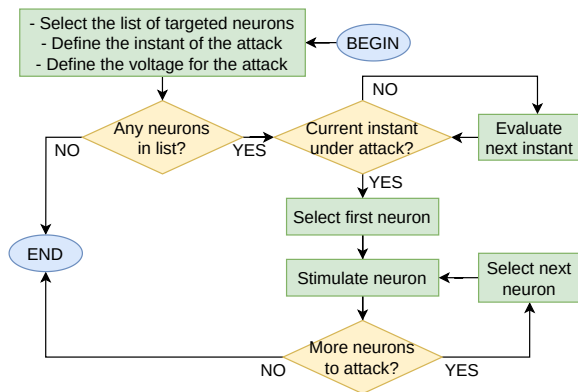 - Select the list of targeted neurons
- Define the instant of the attack
- Define the voltage for the attack
BEGIN
NO
Any neurons
in list?
NO
YES
Current instant
under attack?
Evaluate
next instant
YES
Select first neuron
END
Stimulate neuron
Select next
neuron
More neurons
to attack?
NO
YES